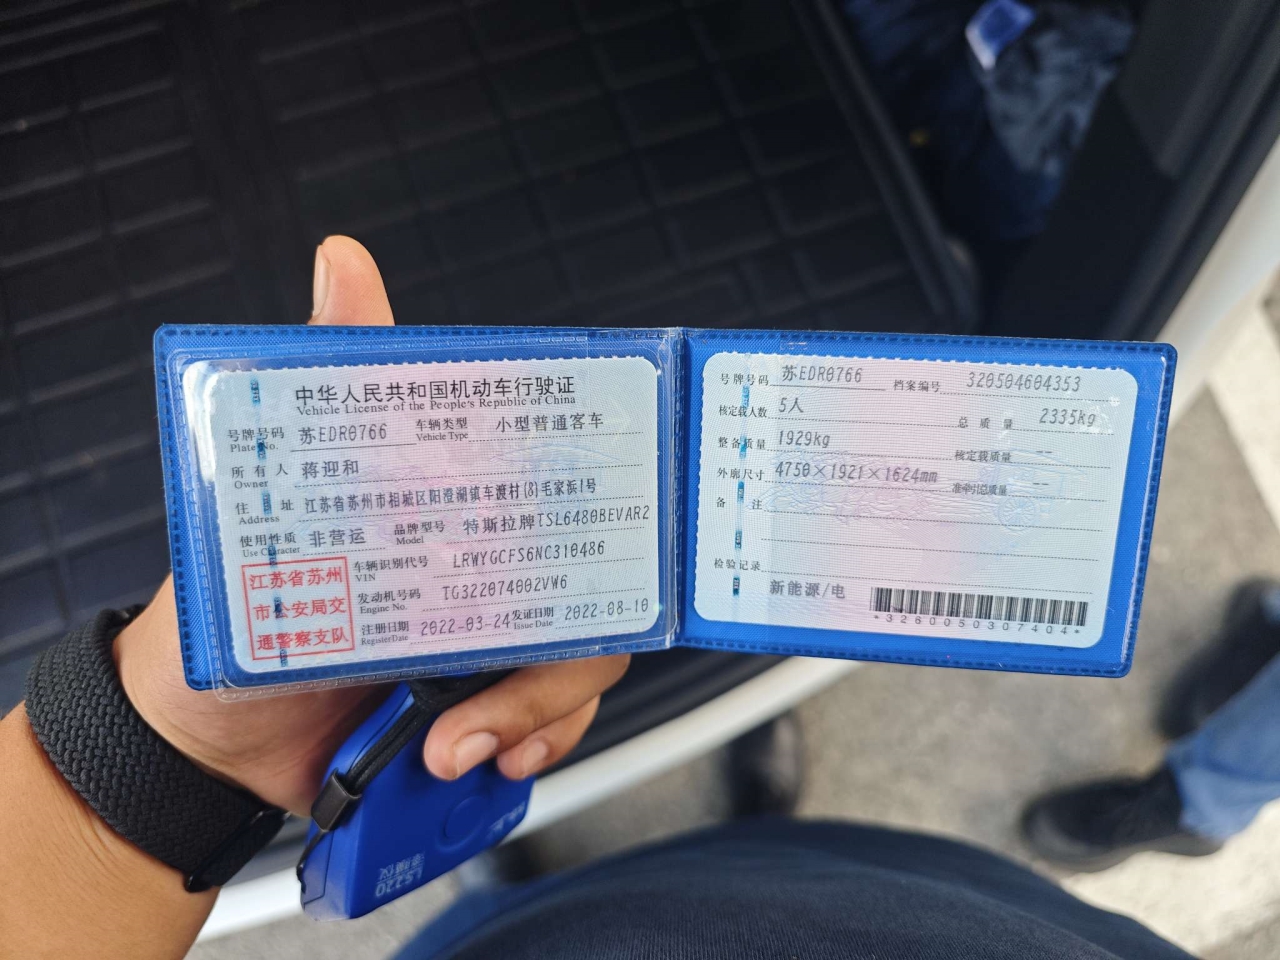 中华人民共和国机动车行驶证
Vehicle License of the People's Republic of China
号牌号码 苏EDR0766 车辆类型 小型普通客车
Plate No. Vehicle Type
所有人 蒋迎和
Owner
住址 江苏省苏州市相城区阳澄湖镇车渡村(8)毛家浜1号
Address
使用性质 非营运 品牌型号 特斯拉牌TSL6480BEVAR2
Use Character Model
江苏省苏州
市公安局交
通警察支队
车辆识别代号 LRWYGCFS6NC310486
VIN
发动机号码 TG322074002VW6
Engine No.
注册日期 2022-03-24 发证日期 2022-08-10
Register Date Issue Date
号牌号码 苏EDR0766 档案编号 320504604353
核定载人数 5人 总质量 2335kg
整备质量 1929kg 核定载质量 --
外廓尺寸 4750×1921×1624mm 准牵引总质量 --
备注
检验记录
新能源/电
*3260050307404*
LS220
漆膜仪